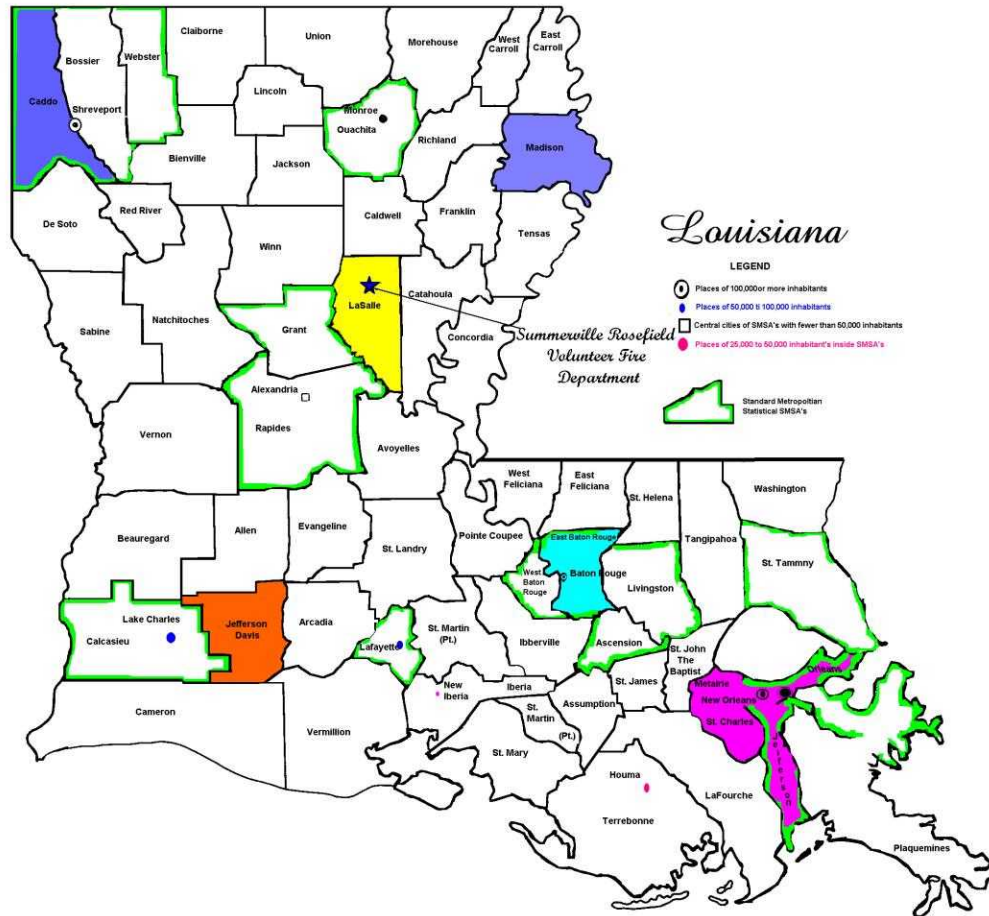 Claiborne
Union
Morehouse
West
Carroll
East
Carroll
Bossier
Webster
Lincoln
Caddo
Shreveport
Monroe
Ouachita
Richland
Madison
Bienville
Jackson
De Soto
Red River
Caldwell
Franklin
Tensas
Winn
Louisiana
LEGEND
Places of 100,000or more inhabitants
Places of 50,000 ti 100,000 inhabitants
Central cities of SMSA's with fewer than 50,000 inhabitants
Places of 25,000 to 50,000 inhabitant's inside SMSA's
Standard Metropoltian
Statistical SMSA's
LaSalle
Catahoula
Natchitoches
Sabine
Grant
Concordia
Summerville Rosefield
Volunteer Fire
Department
Alexandria
Rapides
Vernon
Avoyelles
West
Feliciana
East
Feliciana
St. Helena
Washington
Beauregard
Allen
Evangeline
St. Landry
Pointe Coupee
East Baton Rouge
Tangipahoa
West
Baton
Rouge
Baton Rouge
St. Tammny
Livingston
Lake Charles
Calcasieu
Jefferson
Davis
Arcadia
Lafayette
St. Martin
(Pt.)
Ibberville
Ascension
St. John
The
Baptist
Cameron
Vermillion
New
Iberia
Iberia
St. James
Assumption
St.
Martin
(Pt.)
St. Mary
Metairie
Orleans
New Orleans
St. Charles
Jefferson
Houma
Terrebonne
LaFourche
Plaquemines